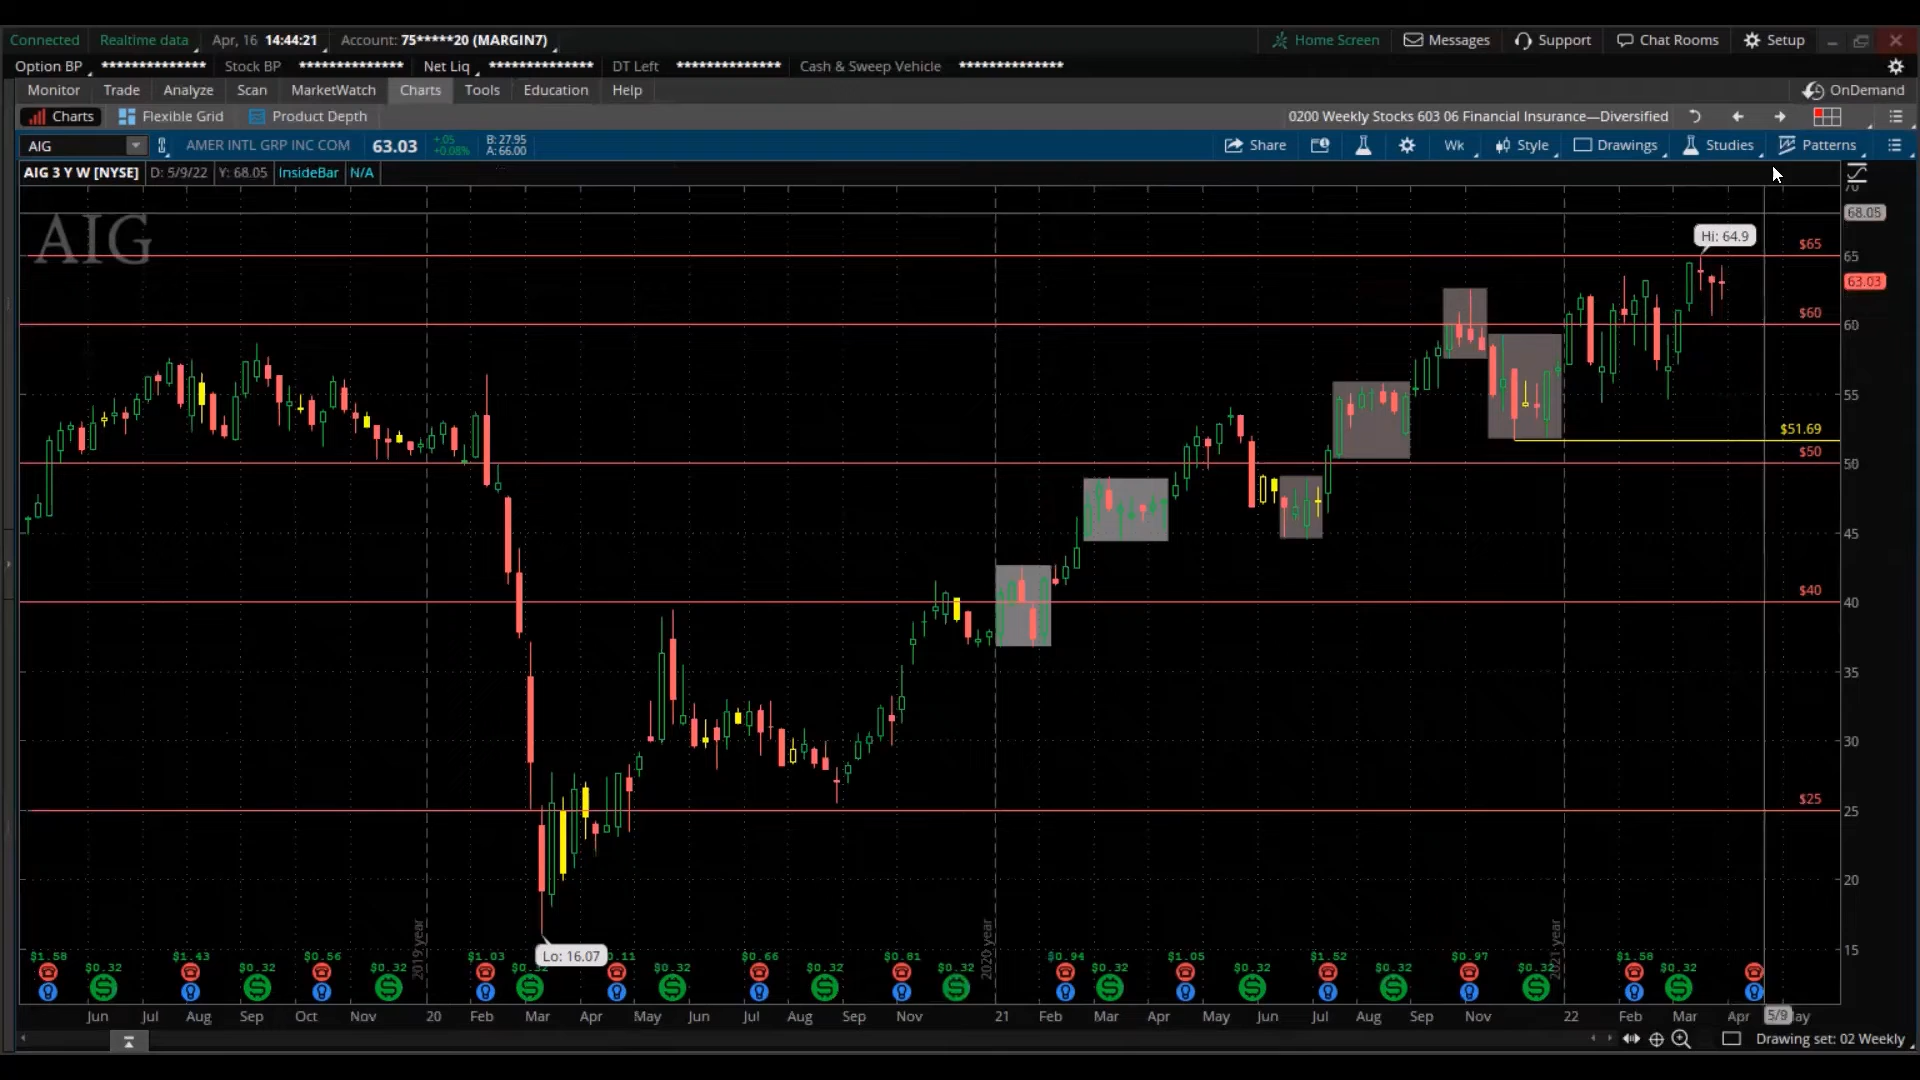 Connected Realtime data Apr, 16 14:44:21 Account: 75*****20 (MARGIN7) Home Screen Messages Support Chat Rooms Setup
Option BP ************** Stock BP ************** Net Liq ************** DT Left ************** Cash & Sweep Vehicle **************
Monitor Trade Analyze Scan MarketWatch Charts Tools Education Help OnDemand
Charts Flexible Grid Product Depth 0200 Weekly Stocks 603 06 Financial Insurance—Diversified
AIG AMER INTL GRP INC COM 63.03 +.05 +0.08% B: 27.95 A: 66.00 Share Wk Style Drawings Studies Patterns
AIG 3 Y W [NYSE] D: 5/9/22 Y: 68.05 InsideBar N/A
70
68.05
AIG
Hi: 64.9
$65
65
63.03
$60
60
55
$51.69
$50
50
45
$40
40
35
30
$25
25
20
2019 year 2020 year 2021 year
15
Lo: 16.07
$1.58 $1.43 $0.56 $1.03 0.11 $0.66 $0.81 $0.94 $1.05 $1.52 $0.97 $1.58
$0.32 $0.32 $0.32 $0.32 $0.32 $0.32 $0.32 $0.32 $0.32 $0.32 $0.32
Jun Jul Aug Sep Oct Nov 20 Feb Mar Apr May Jun Jul Aug Sep Nov 21 Feb Mar Apr May Jun Jul Aug Sep Nov 22 Feb Mar Apr 5/9 ay
Drawing set: 02 Weekly